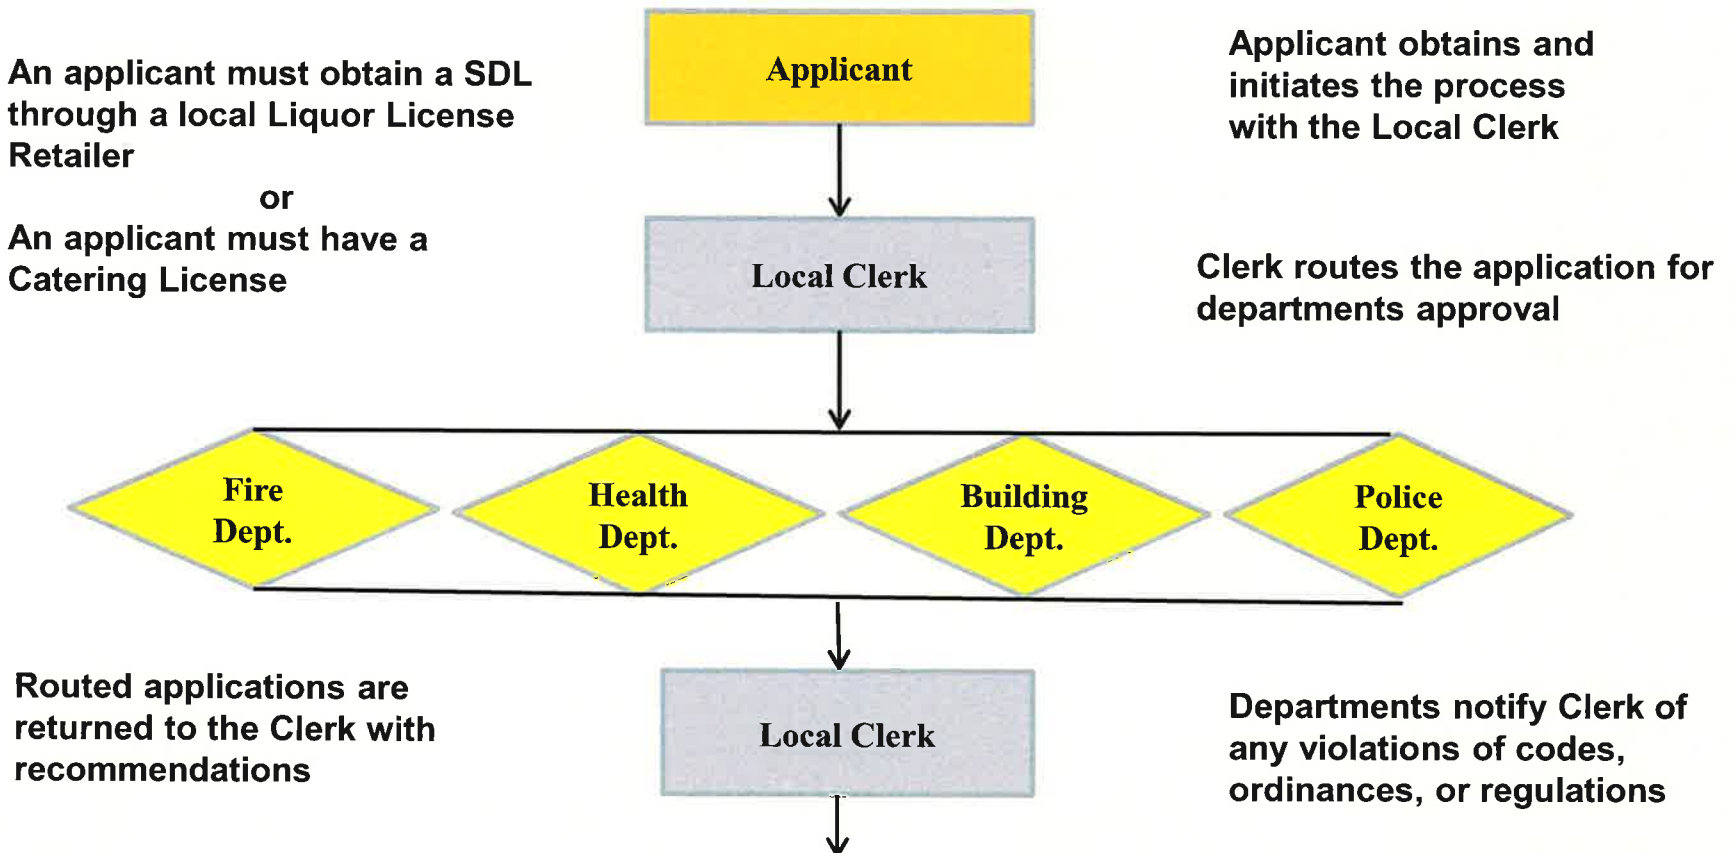 An applicant must obtain a SDL
through a local Liquor License
Retailer
or
An applicant must have a
Catering License
Applicant
Applicant obtains and
initiates the process
with the Local Clerk
Local Clerk
Clerk routes the application for
departments approval
Fire
Dept.
Health
Dept.
Building
Dept.
Police
Dept.
Routed applications are
returned to the Clerk with
recommendations
Local Clerk
Departments notify Clerk of
any violations of codes,
ordinances, or regulations